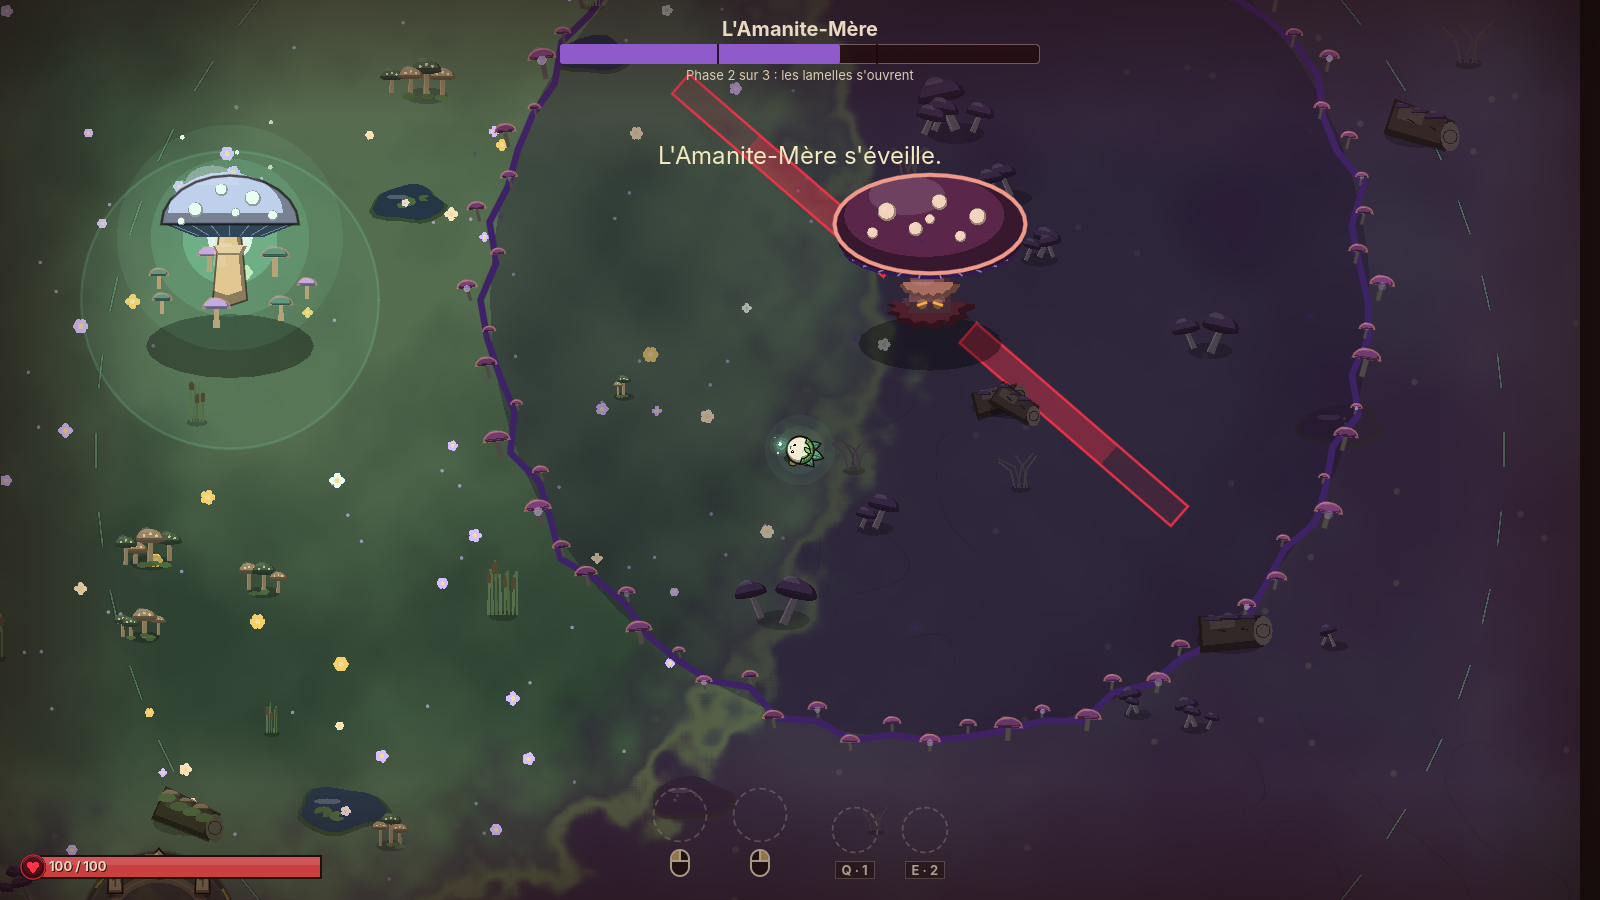 L'Amanite-Mère
Phase 2 sur 3 : les lamelles s'ouvrent
L'Amanite-Mère s'éveille.
100 / 100
Q · 1
E · 2